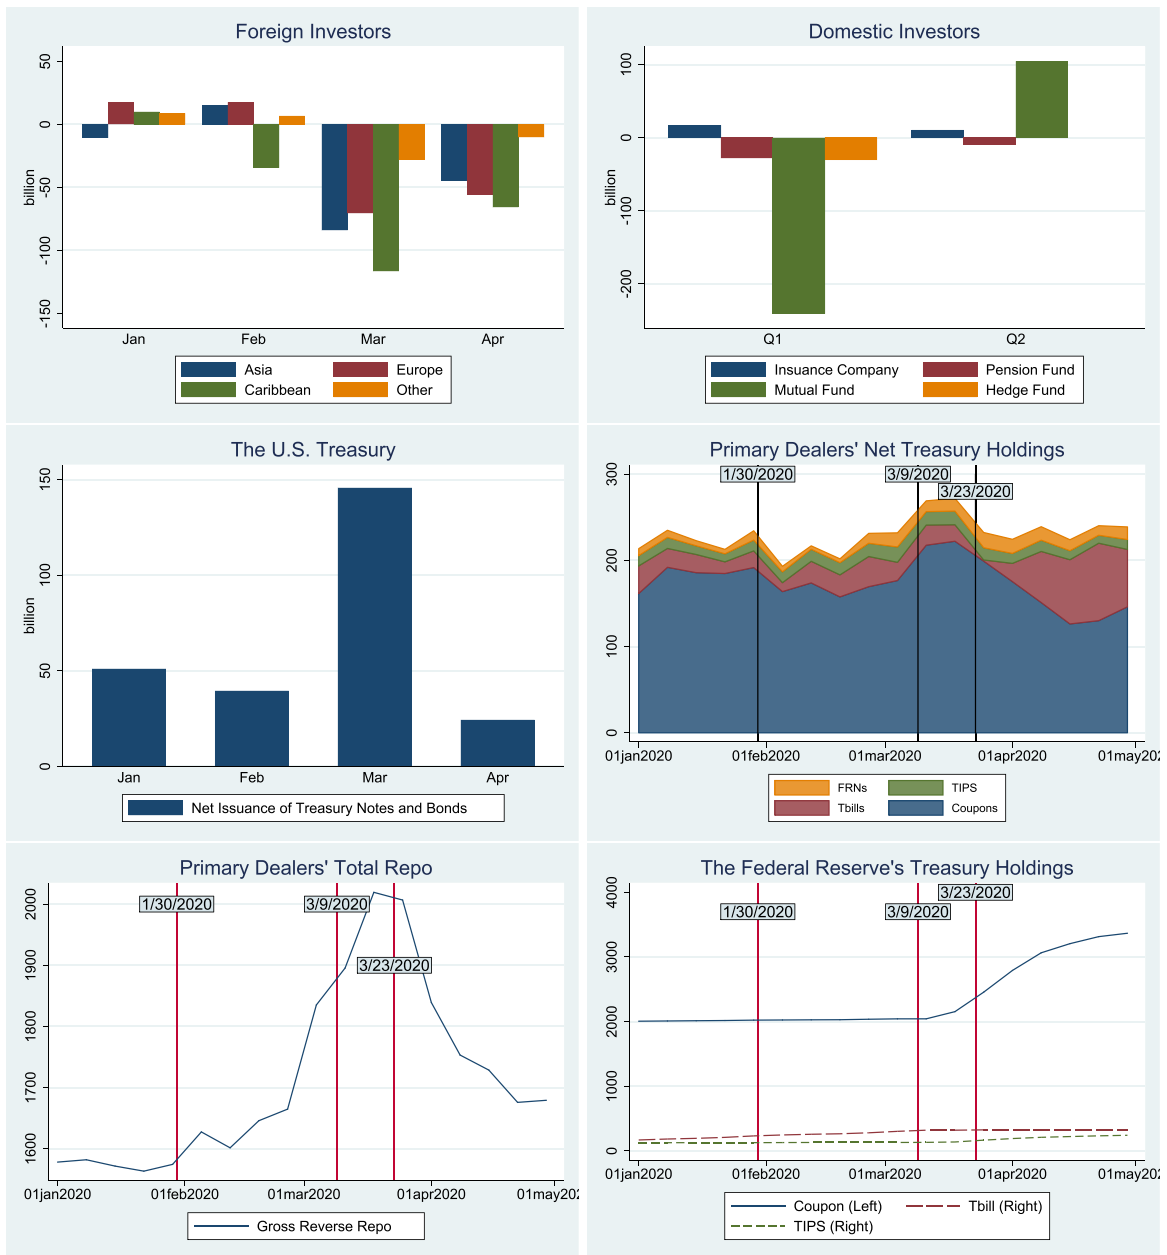 Foreign Investors
50
0
-50
-100
-150
billion
Jan Feb Mar Apr
Asia Europe
Caribbean Other
Domestic Investors
100
0
-100
-200
billion
Q1 Q2
Insuance Company Pension Fund
Mutual Fund Hedge Fund
The U.S. Treasury
150
100
50
0
billion
Jan Feb Mar Apr
Net Issuance of Treasury Notes and Bonds
Primary Dealers' Net Treasury Holdings
300
200
100
0
1/30/2020 3/9/2020
3/23/2020
01jan2020 01feb2020 01mar2020 01apr2020 01may202
FRNs TIPS
Tbills Coupons
Primary Dealers' Total Repo
2000
1900
1800
1700
1600
1/30/2020 3/9/2020
3/23/2020
01jan2020 01feb2020 01mar2020 01apr2020 01may202
Gross Reverse Repo
The Federal Reserve's Treasury Holdings
4000
3000
2000
1000
0
3/23/2020
1/30/2020 3/9/2020
01jan2020 01feb2020 01mar2020 01apr2020 01may202
Coupon (Left) Tbill (Right)
TIPS (Right)